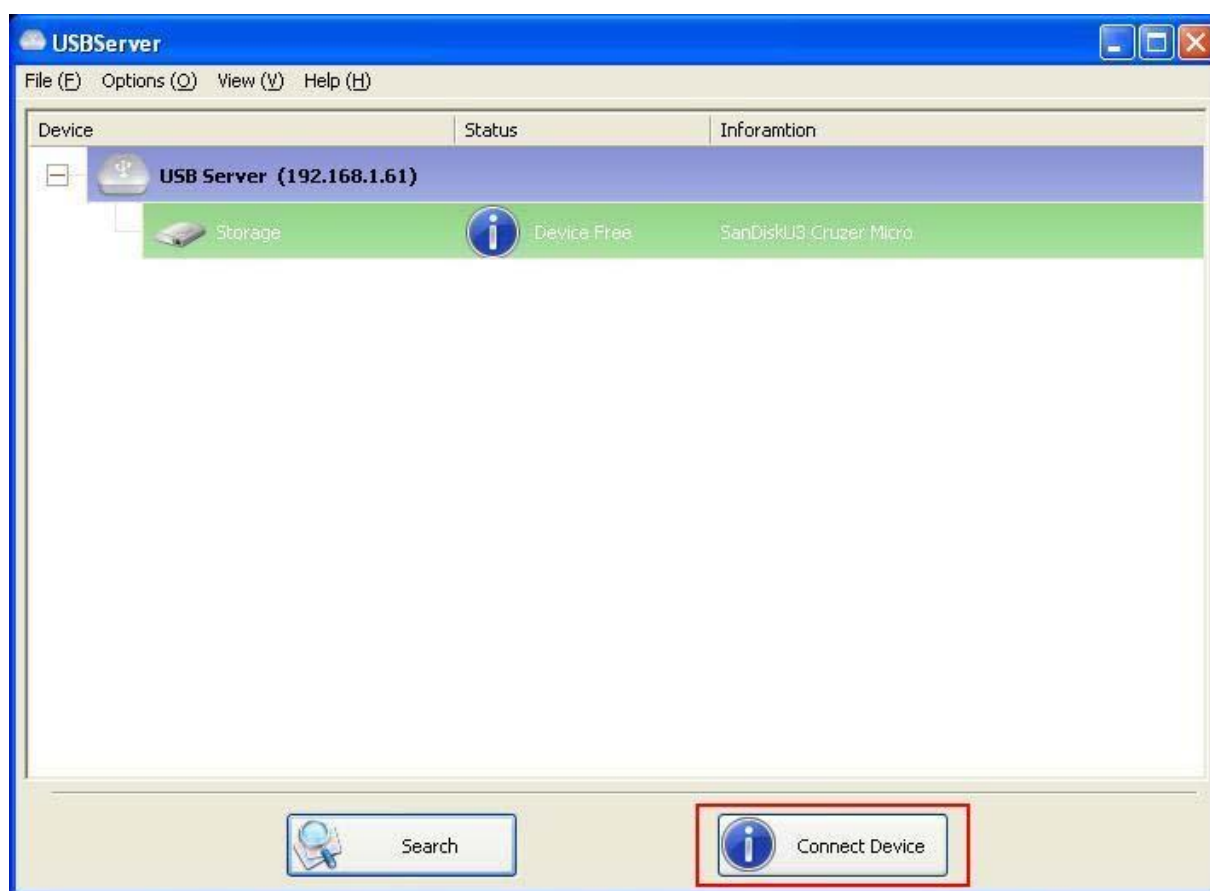 USBServer
File (F) Options (O) View (V) Help (H)
Device Status Inforamtion
USB Server (192.168.1.61)
Storage Device Free SanDiskU3 Cruzer Micro
Search Connect Device